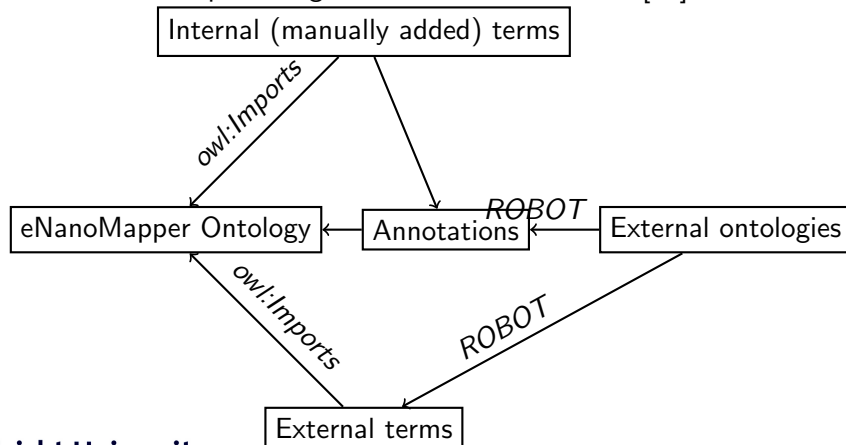 Internal (manually added) terms
owl:Imports
eNanoMapper Ontology
Annotations
ROBOT
External ontologies
owl:Imports
ROBOT
External terms